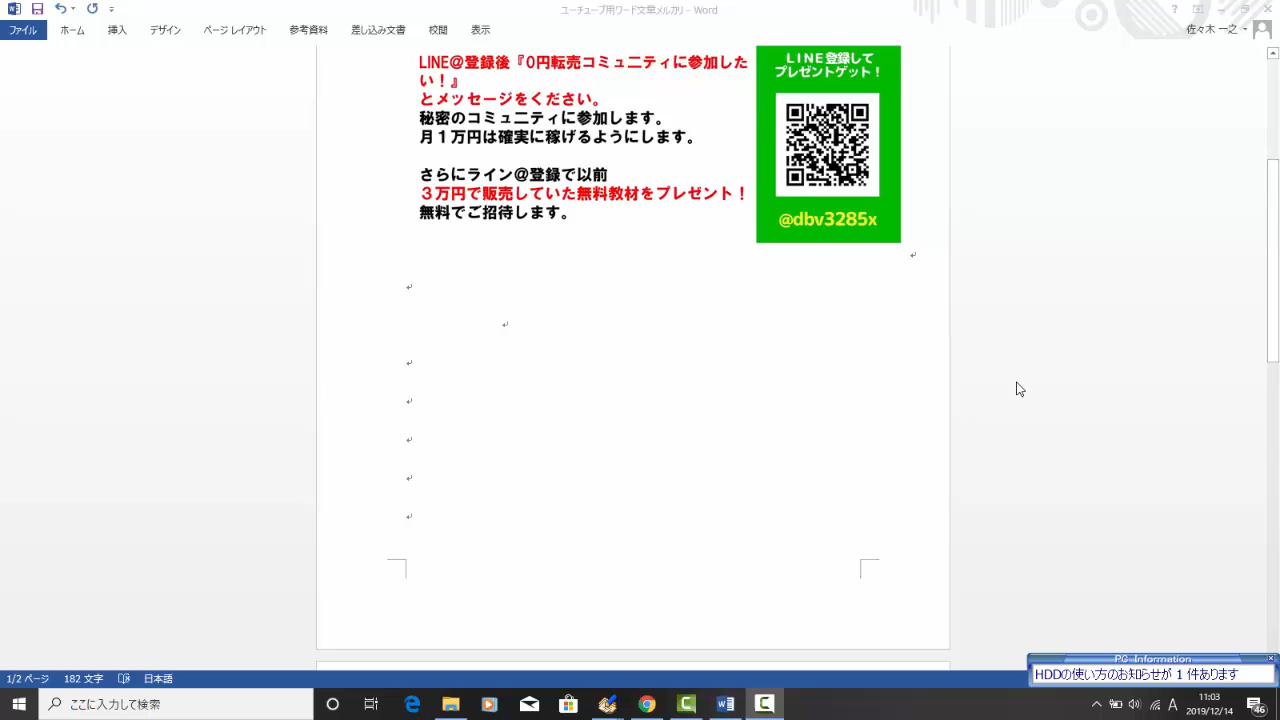 ユーチューブ用ワード文章メルカリ - Word
ファイル ホーム 挿入 デザイン ページ レイアウト 参考資料 差し込み文書 校閲 表示
佐々木 一之
LINE@登録後『0円転売コミュニティに参加した
い！』
とメッセージをください。
秘密のコミュニティに参加します。
月１万円は確実に稼げるようにします。
さらにライン@登録で以前
３万円で販売していた無料教材をプレゼント！
無料でご招待します。
LINE登録して
プレゼントゲット！
@dbv3285x
PC Information
HDDの使い方のお知らせが 1 件あります
1/2 ページ 182 文字 日本語
ここに入力して検索
A
11:03
2019/12/14
46